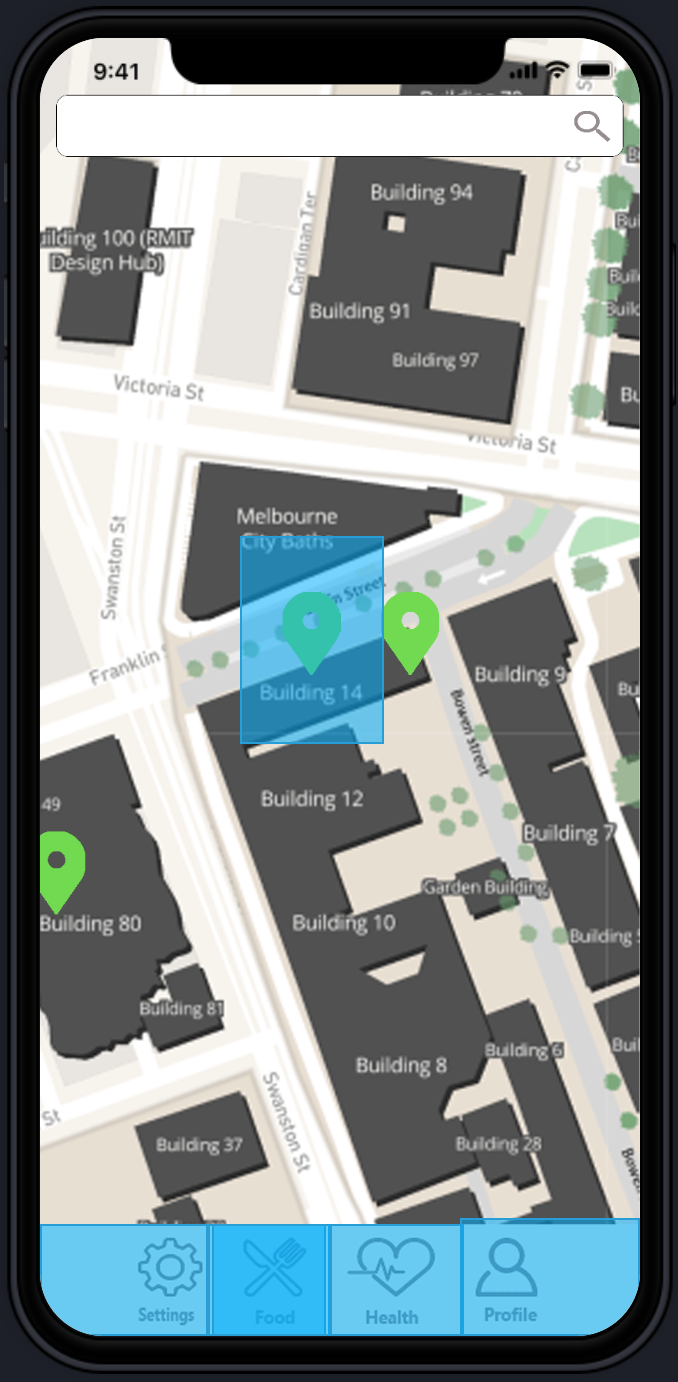 9:41
Building 94
uilding 100 (RMIT
Design Hub)
Cardigan Ter
Building 91
Building 97
Victoria St
Victoria St
Melbourne
City Baths
Swanston St
Street
Franklin
Building 14
Building 9
Bowen street
49
Building 12
Building 7
Garden Building
Building 80
Building 10
Building
Building 81
Building 8
Building 6
St
Swanston St
Building 37
Building 28
Settings
Food
Health
Profile